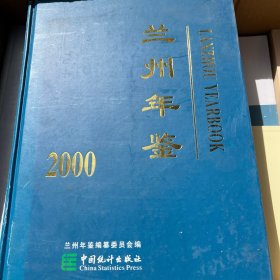 兰州年鉴
LANZHOU YEARBOOK
2000
兰州年鉴编纂委员会编
中国统计出版社
China Statistics Press